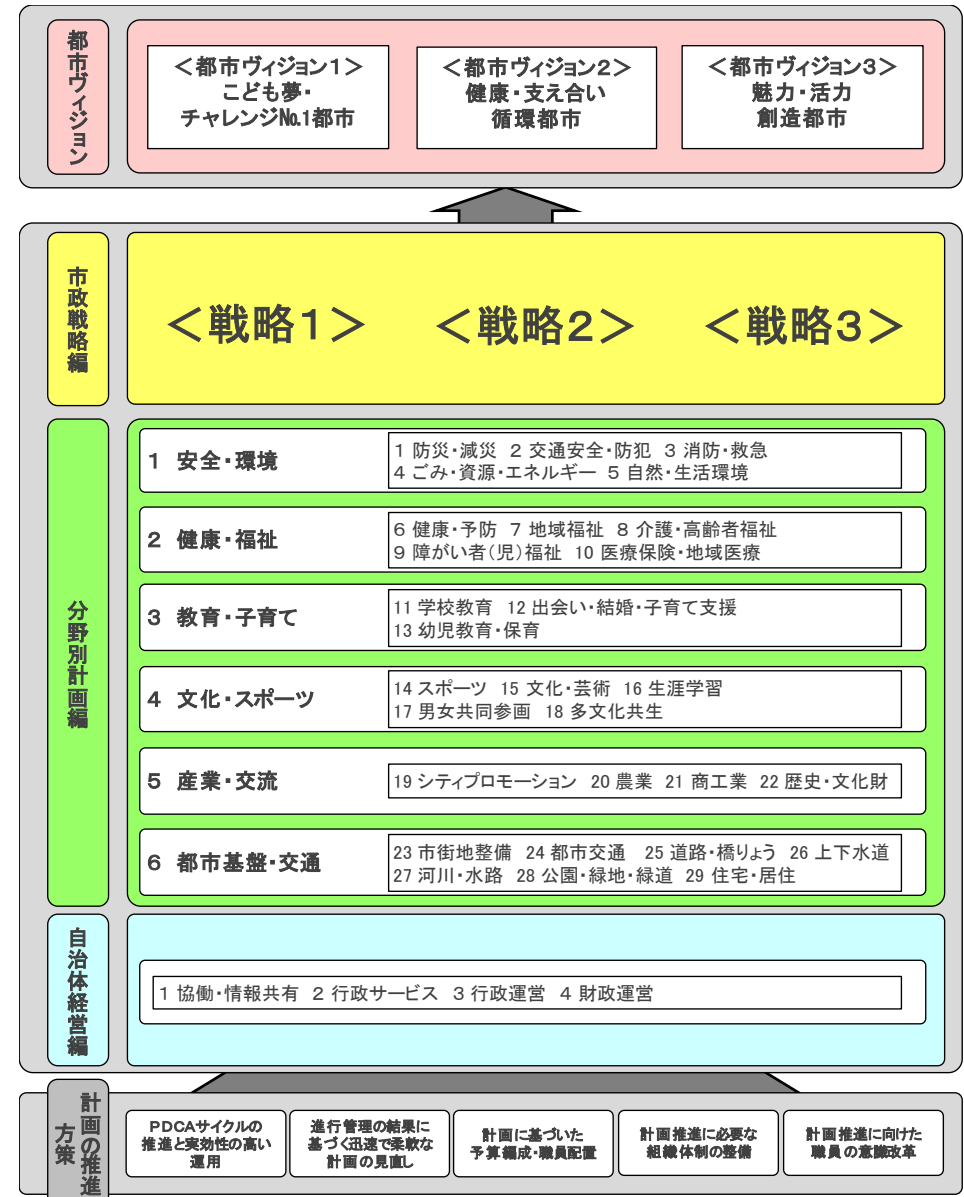 都市ヴィジョン
＜都市ヴィジョン１＞
こども夢・
チャレンジ№１都市
＜都市ヴィジョン２＞
健康・支え合い
循環都市
＜都市ヴィジョン３＞
魅力・活力
創造都市
市政戦略編
＜戦略１＞
＜戦略２＞
＜戦略３＞
分野別計画編
１ 安全・環境
１ 防災・減災 ２ 交通安全・防犯 ３ 消防・救急
４ ごみ・資源・エネルギー ５ 自然・生活環境
２ 健康・福祉
６ 健康・予防 ７ 地域福祉 ８ 介護・高齢者福祉
９ 障がい者（児）福祉 10 医療保険・地域医療
３ 教育・子育て
11 学校教育 12 出会い・結婚・子育て支援
13 幼児教育・保育
４ 文化・スポーツ
14 スポーツ 15 文化・芸術 16 生涯学習
17 男女共同参画 18 多文化共生
５ 産業・交流
19 シティプロモーション 20 農業 21 商工業 22 歴史・文化財
６ 都市基盤・交通
23 市街地整備 24 都市交通 25 道路・橋りょう 26 上下水道
27 河川・水路 28 公園・緑地・緑道 29 住宅・居住
自治体経営編
１ 協働・情報共有 ２ 行政サービス ３ 行政運営 ４ 財政運営
計画の推進
方策
ＰＤＣＡサイクルの
推進と実効性の高い
運用
進行管理の結果に
基づく迅速で柔軟な
計画の見直し
計画に基づいた
予算編成・職員配置
計画推進に必要な
組織体制の整備
計画推進に向けた
職員の意識改革